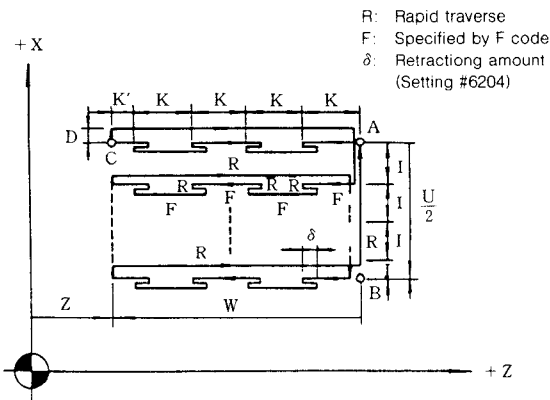 R: Rapid traverse
F: Specified by F code
δ: Retractiong amount
(Setting #6204)
+X
K' K K K K
D
A
C
R
I
R R R
F F F
F F
I
U/2
δ
R
R I
I
B
Z W
+Z